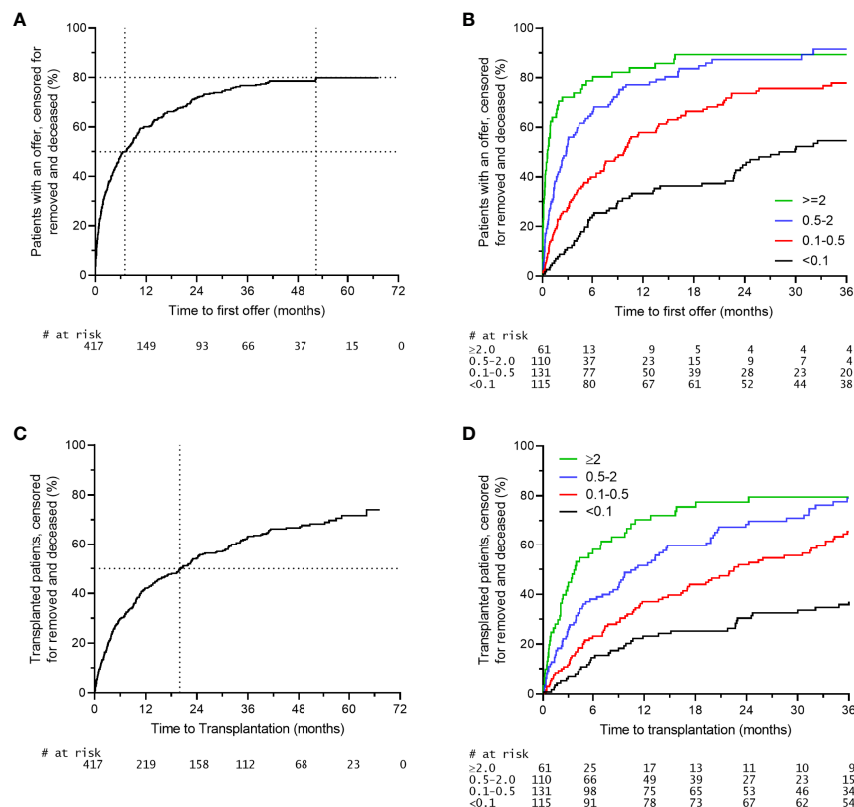 A
Patients with an offer, censored for
removed and deceased (%)
100
80
60
40
20
0
0 12 24 36 48 60 72
Time to first offer (months)
# at risk
417 149 93 66 37 15 0
B
Patients with an offer, censored
for removed and deceased (%)
100
80
60
40
20
0
>=2
0.5-2
0.1-0.5
<0.1
0 6 12 18 24 30 36
Time to first offer (months)
# at risk
≥2.0 61 13 9 5 4 4 4
0.5-2.0 110 37 23 15 9 7 4
0.1-0.5 131 77 50 39 28 23 20
<0.1 115 80 67 61 52 44 38
C
Transplanted patients, censored
for removed and deceased (%)
100
80
60
40
20
0
0 12 24 36 48 60 72
Time to Transplantation (months)
# at risk
417 219 158 112 68 23 0
D
Transplanted patients, censored
for removed and deceased (%)
100
80
60
40
20
0
≥2
0.5-2
0.1-0.5
<0.1
0 6 12 18 24 30 36
Time to transplantation (months)
# at risk
≥2.0 61 25 17 13 11 10 9
0.5-2.0 110 66 49 39 27 23 15
0.1-0.5 131 98 75 65 53 46 34
<0.1 115 91 78 73 67 62 54